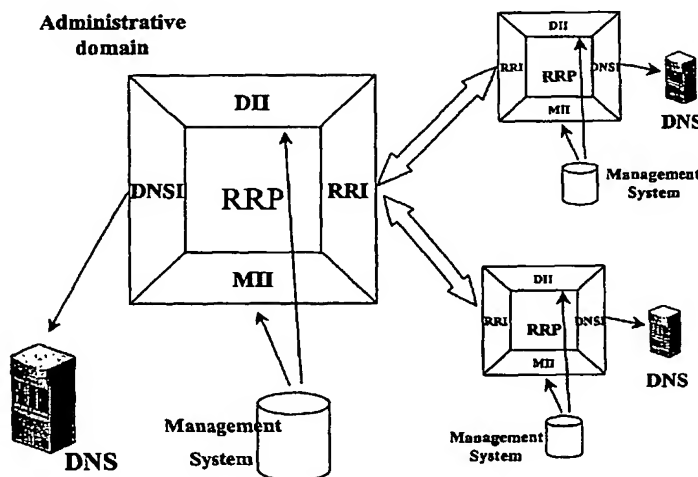 Administrative
domain
DII
DNSI
RRP
RRI
MII
DNS
Management
System
DII
RRI
RRP
DNSI
MII
DNS
Management
System
DII
RRI
RRP
DNSI
MII
DNS
Management
System